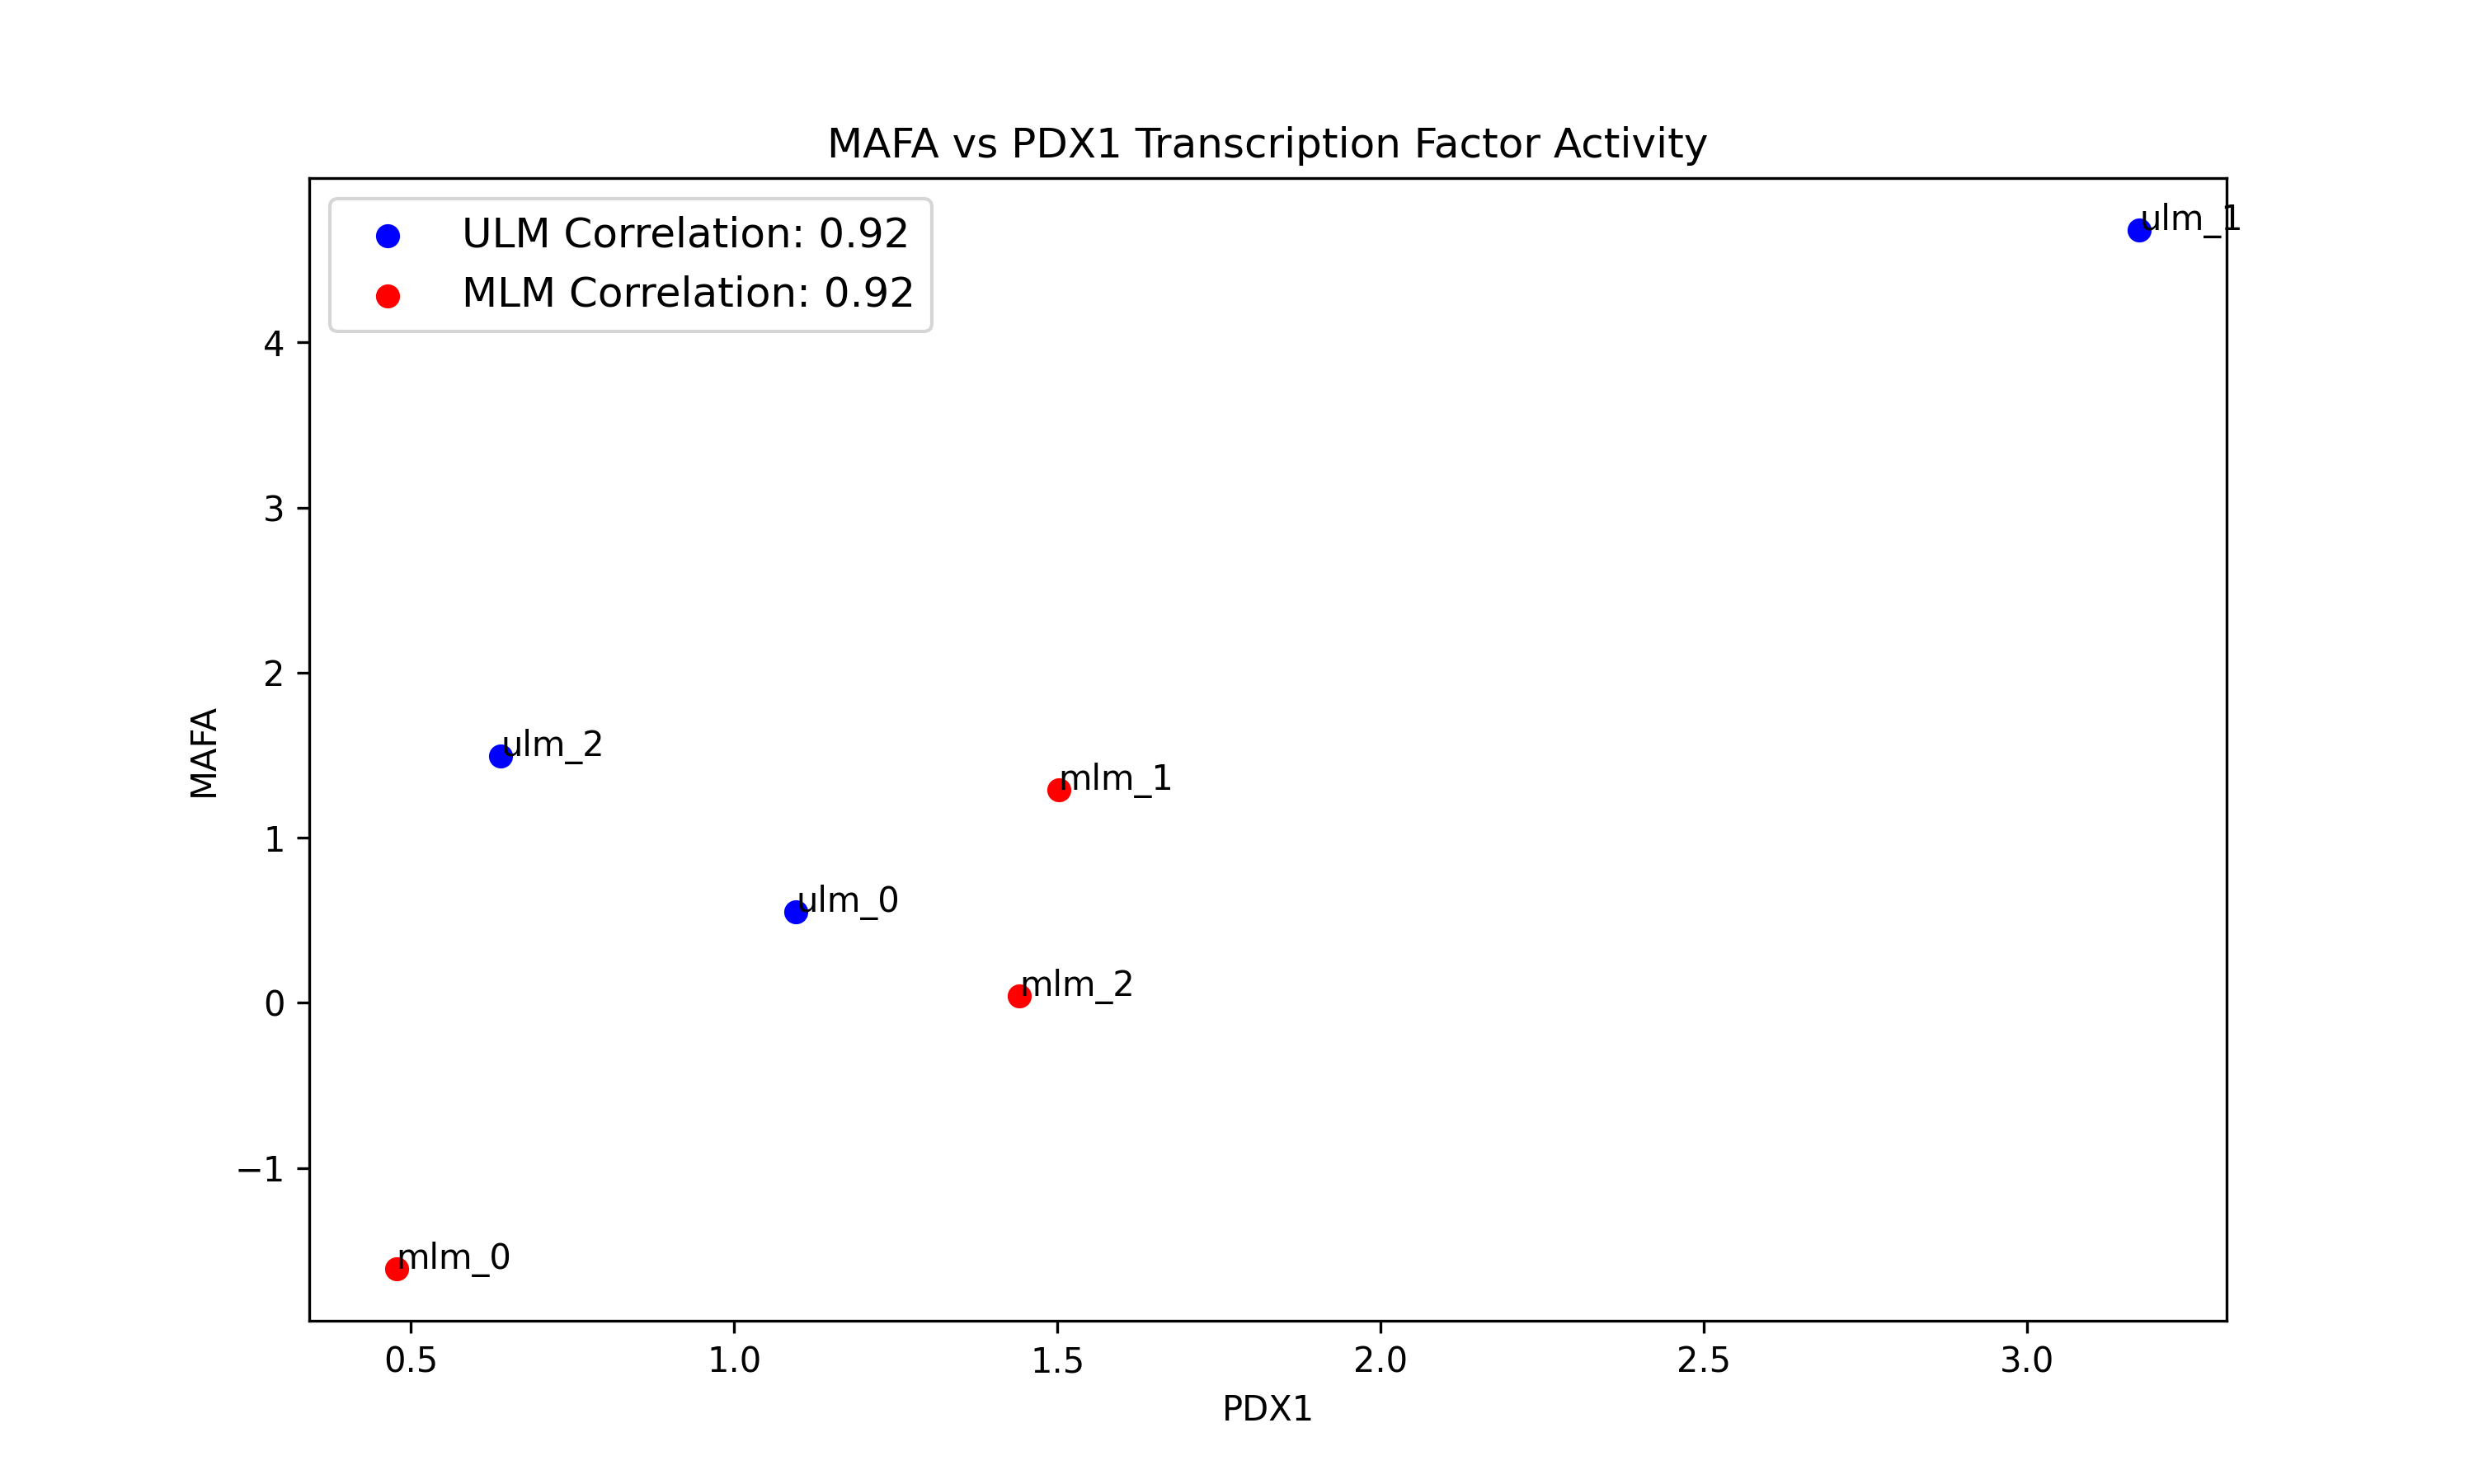 MAFA vs PDX1 Transcription Factor Activity
ULM Correlation: 0.92
MLM Correlation: 0.92
ulm_1
4
3
2
1
0
−1
MAFA
ulm_2
mlm_1
ulm_0
mlm_2
mlm_0
0.5 1.0 1.5 2.0 2.5 3.0
PDX1